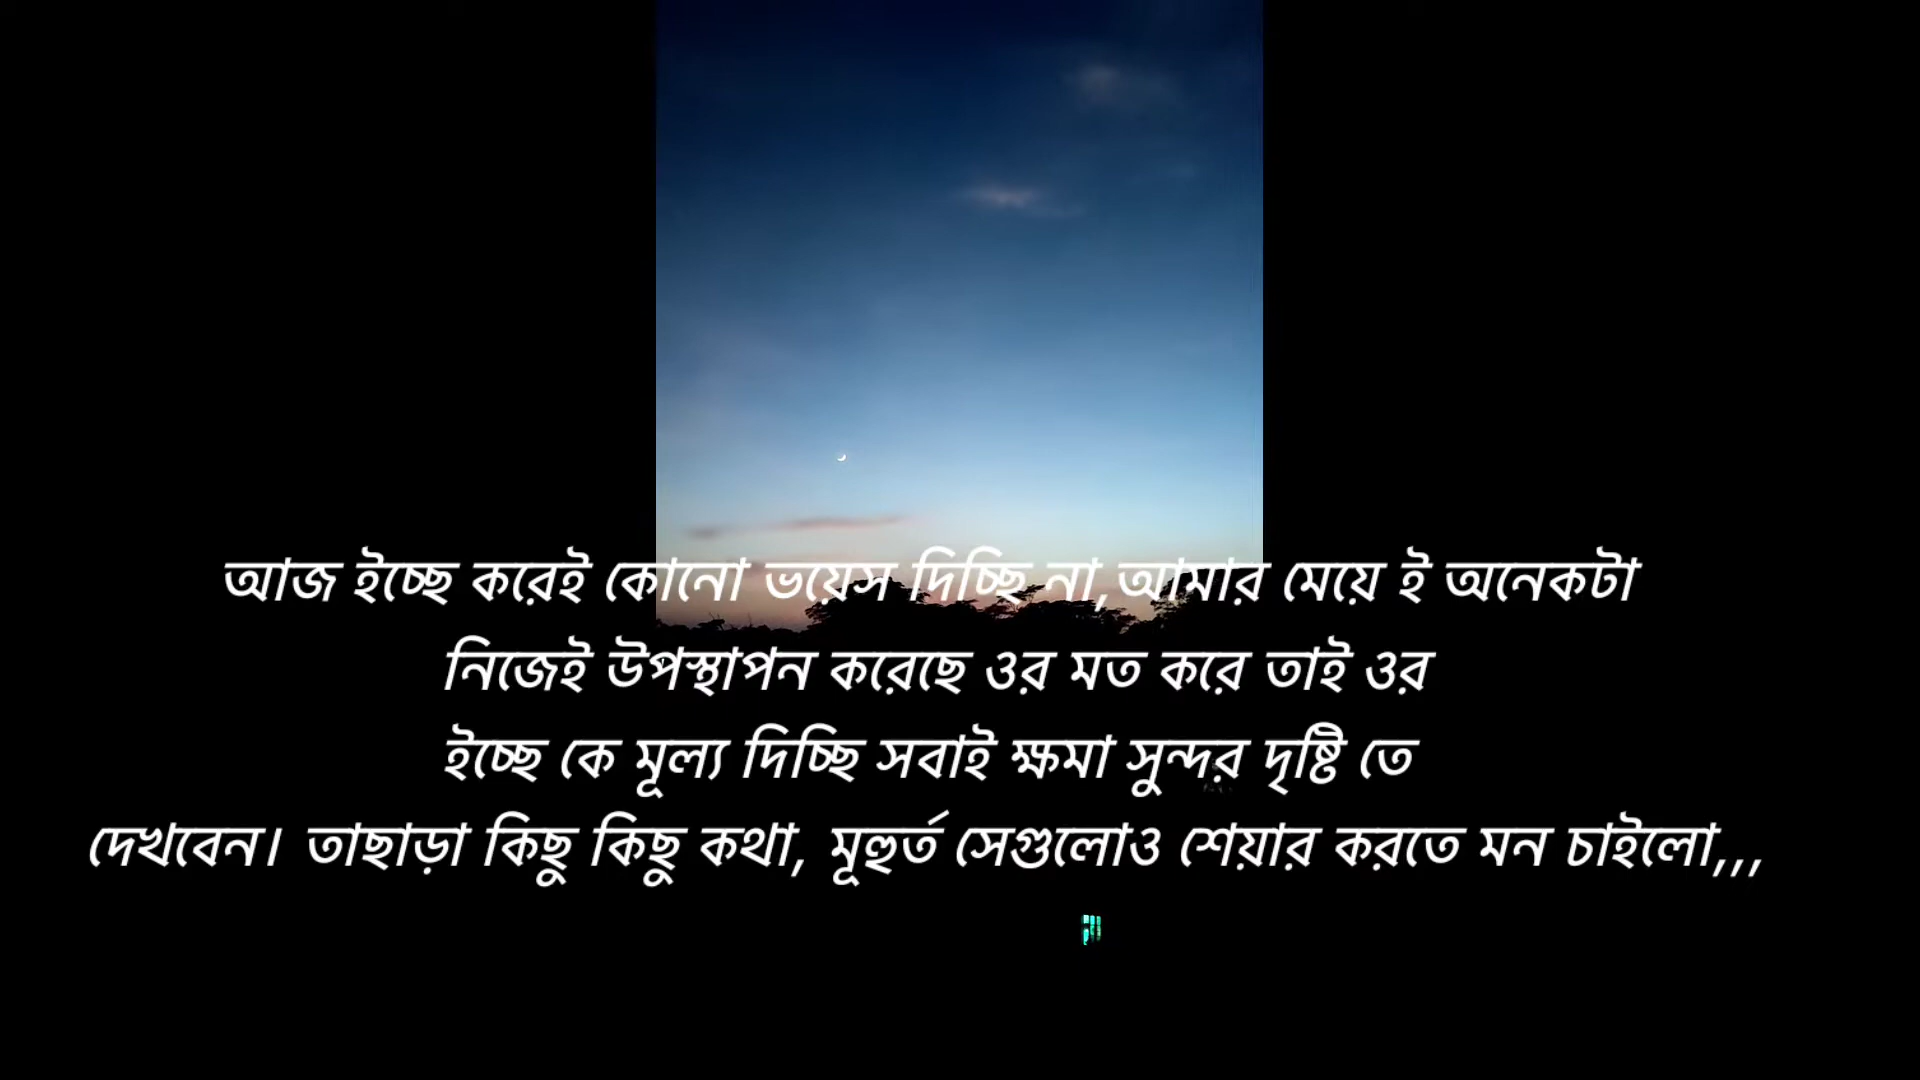 আজ ইচ্ছে করেই কোনো ভয়েস দিচ্ছি না,আমার মেয়ে ই অনেকটা
নিজেই উপস্থাপন করেছে ওর মত করে তাই ওর
ইচ্ছে কে মূল্য দিচ্ছি সবাই ক্ষমা সুন্দর দৃষ্টি তে
দেখবেন। তাছাড়া কিছু কিছু কথা, মূহুর্ত সেগুলোও শেয়ার করতে মন চাইলো,,,